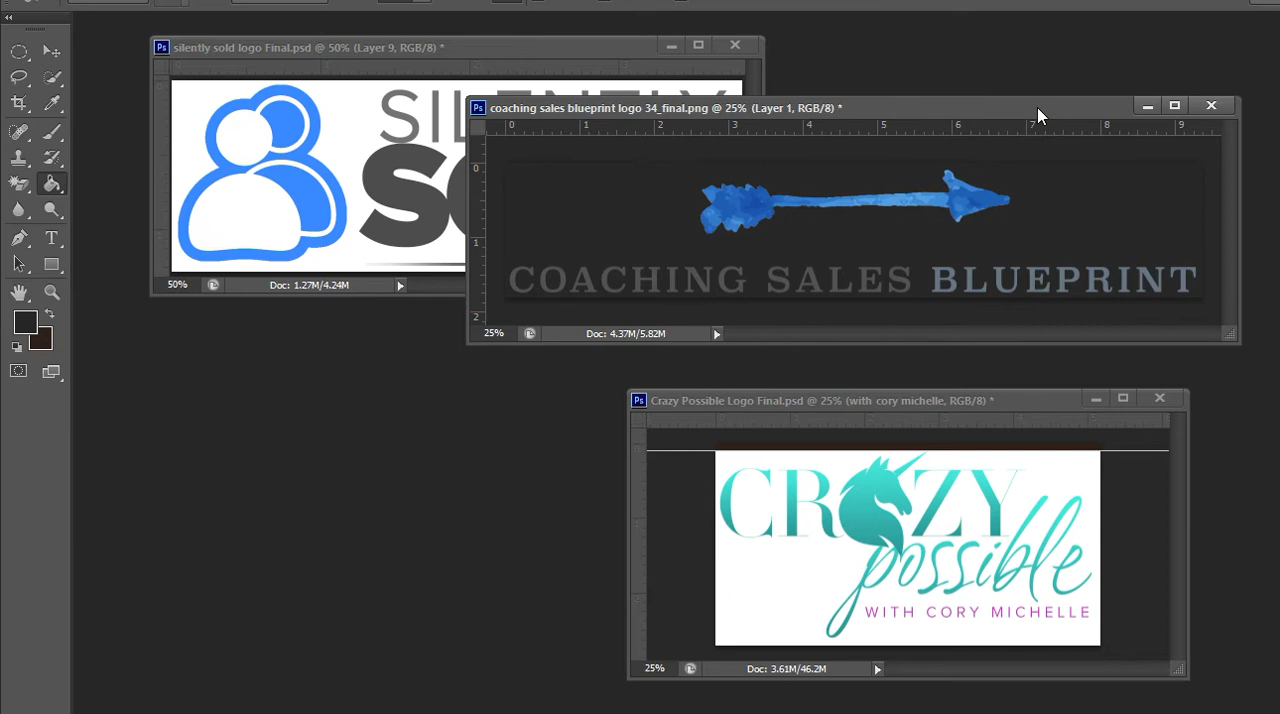 silently sold logo Final.psd @ 50% (Layer 9, RGB/8) *
SILENTLY
50%
Doc: 1.27M/4.24M
coaching sales blueprint logo 34_final.png @ 25% (Layer 1, RGB/8) *
0 1 2 3 4 5 6 7 8 9
0
1
2
COACHING SALES BLUEPRINT
25%
Doc: 4.37M/5.82M
Crazy Possible Logo Final.psd @ 25% (with cory michelle, RGB/8) *
CRAZY
possible
WITH CORY MICHELLE
25%
Doc: 3.61M/46.2M